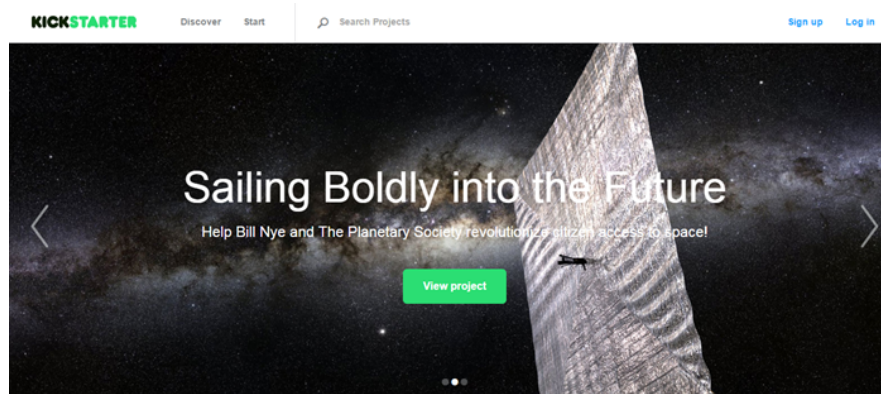 KICKSTARTER
Discover
Start
Search Projects
Sign up
Log in
Sailing Boldly into the Future
Help Bill Nye and The Planetary Society revolutionize citizen access to space!
View project